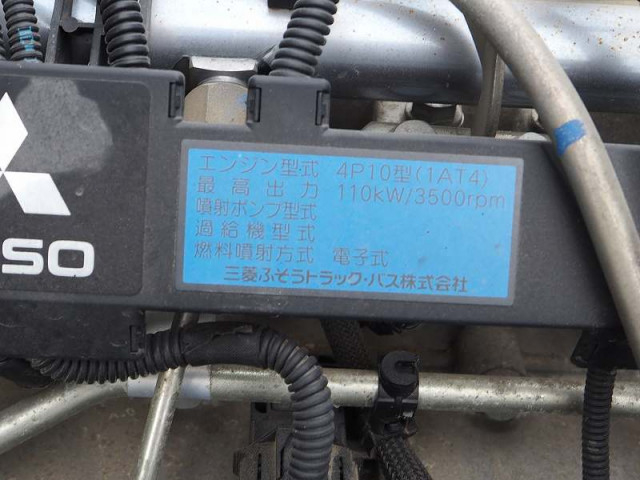 エンジン型式 4P10型(1AT4)
最高出力 110kW/3500rpm
噴射ポンプ型式
過給機型式
燃料噴射方式 電子式
三菱ふそうトラック・バス株式会社
SO